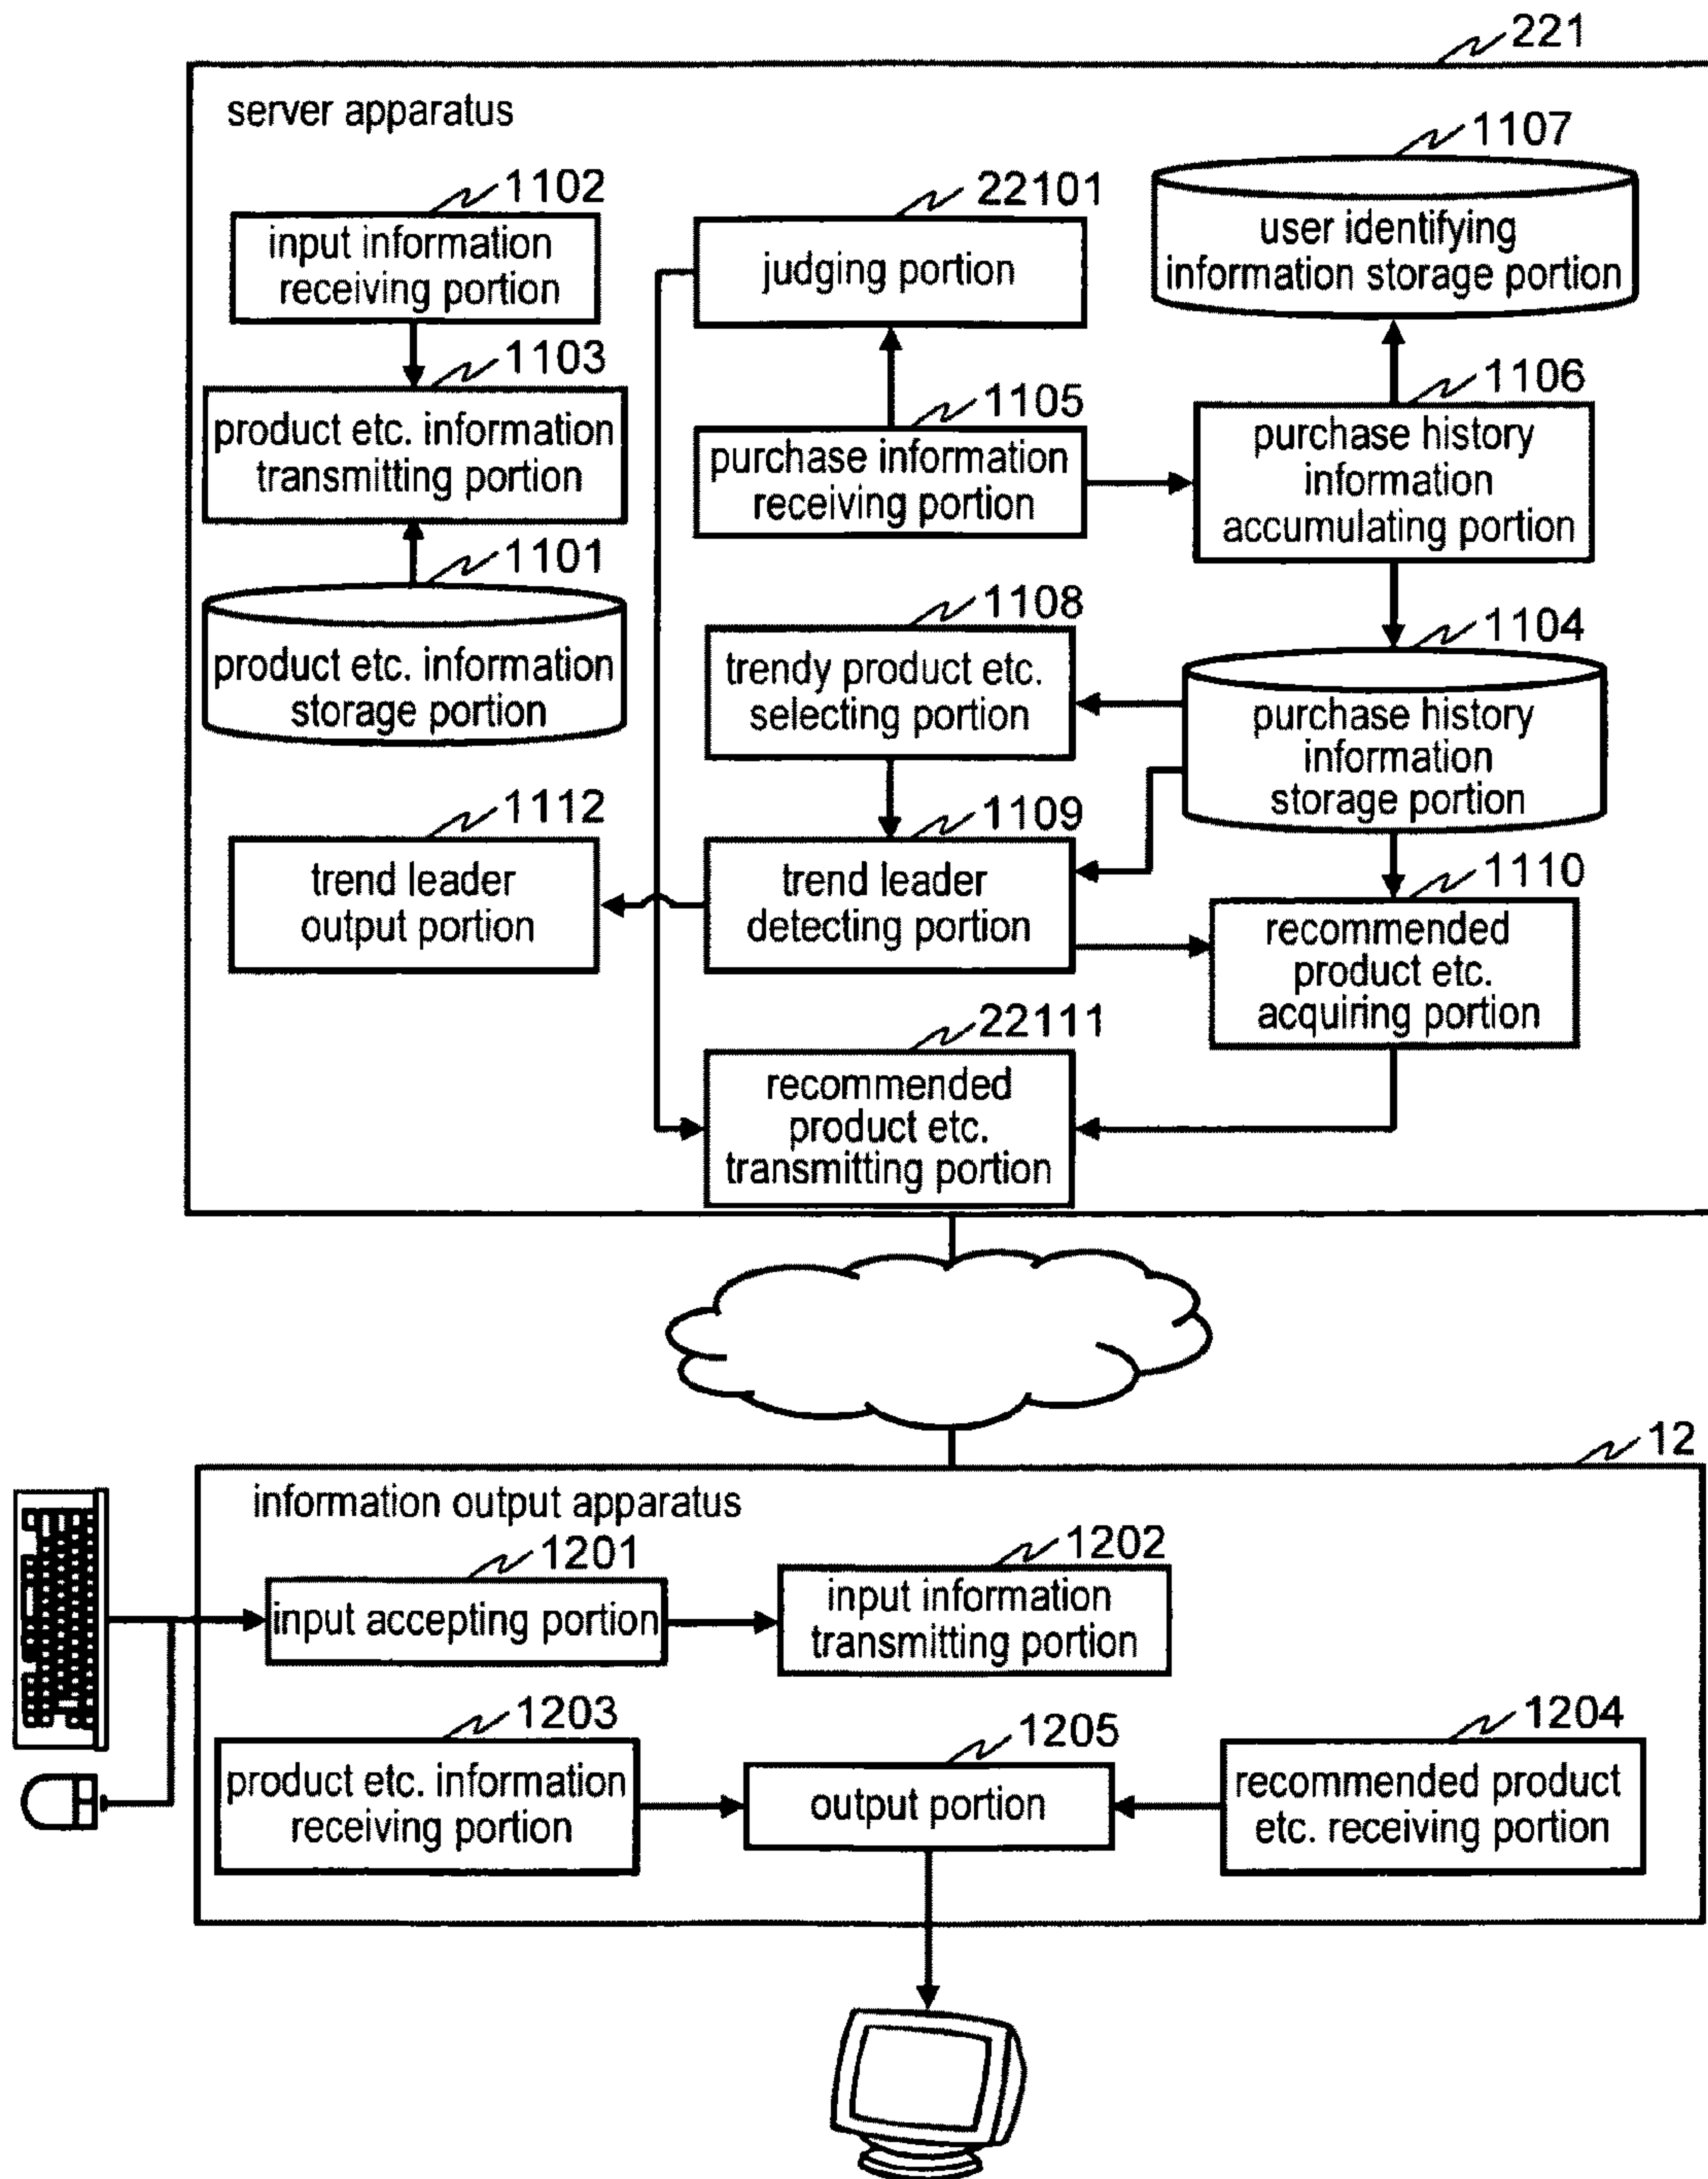 221
server apparatus
1102
input information
receiving portion
22101
judging portion
1107
user identifying
information storage portion
1103
product etc. information
transmitting portion
1105
purchase information
receiving portion
1106
purchase history
information
accumulating portion
1101
product etc. information
storage portion
1108
trendy product etc.
selecting portion
1104
purchase history
information
storage portion
1112
trend leader
output portion
1109
trend leader
detecting portion
1110
recommended
product etc.
acquiring portion
22111
recommended
product etc.
transmitting portion
12
information output apparatus
1201
input accepting portion
1202
input information
transmitting portion
1203
product etc. information
receiving portion
1205
output portion
1204
recommended product
etc. receiving portion